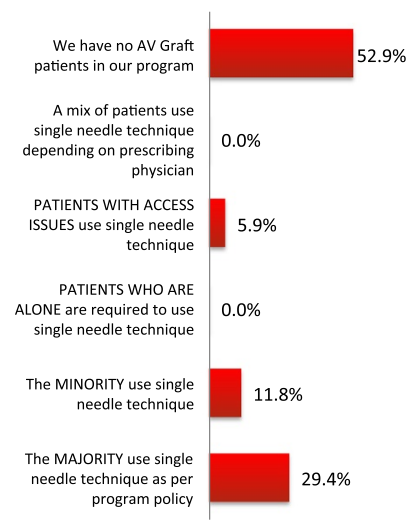 We have no AV Graft
patients in our program
52.9%
A mix of patients use
single needle technique
depending on prescribing
physician
0.0%
PATIENTS WITH ACCESS
ISSUES use single needle
technique
5.9%
PATIENTS WHO ARE
ALONE are required to use
single needle technique
0.0%
The MINORITY use single
needle technique
11.8%
The MAJORITY use single
needle technique as per
program policy
29.4%